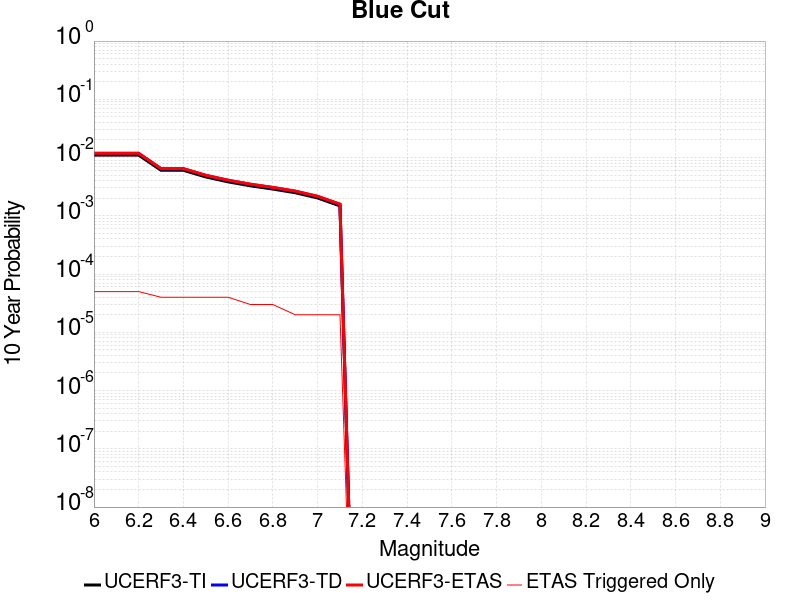 Blue Cut
10 0
10 -1
10 -2
10 -3
10 -4
10 -5
10 -6
10 -7
10 -8
10 Year Probability
6 6.2 6.4 6.6 6.8 7 7.2 7.4 7.6 7.8 8 8.2 8.4 8.6 8.8 9
Magnitude
UCERF3-TI UCERF3-TD UCERF3-ETAS ETAS Triggered Only